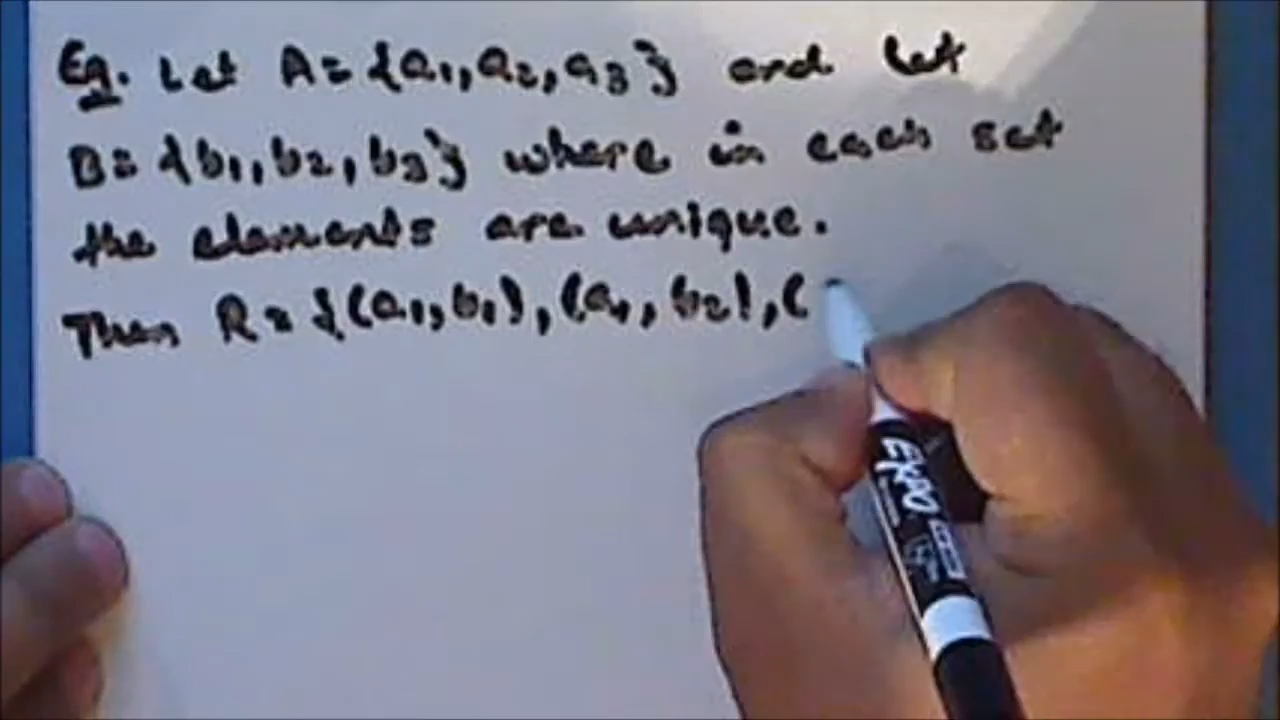 Eg. Let A = {a₁, a₂, a₃} and let
B = {b₁, b₂, b₃} where in each set
the elements are unique.
Then R = {(a₁, b₁), (a₁, b₂), (
EXPO